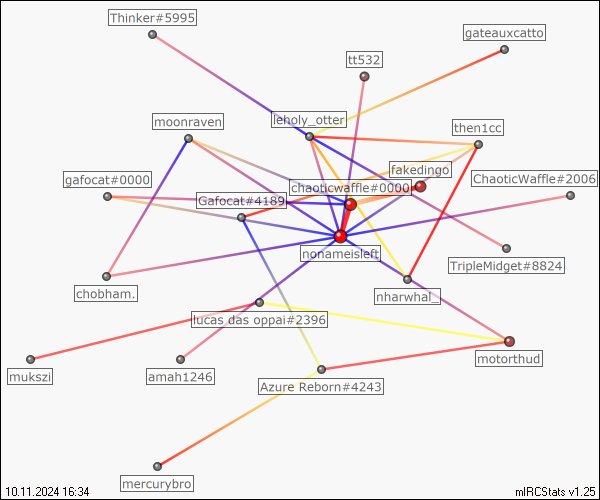 Thinker#5995
gateauxcatto
tt532
leholy_otter
moonraven
then1cc
fakedingo
gafocat#0000
chaoticwaffle#0000
ChaoticWaffle#2006
Gafocat#4189
nonameisleft
TripleMidget#8824
chobham.
nharwhal_
lucas das oppai#2396
motorthud
mukszi
amah1246
Azure Reborn#4243
mercurybro
10.11.2024 16:34
mIRCStats v1.25